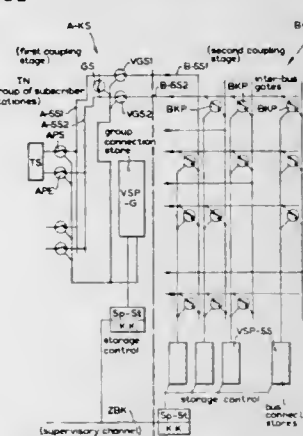 A-KS
(first coupling stage)
(second coupling stage)
TN
group of subscriber
stationes)
GS
VGS1
B-SS1
A-SS1
A-SS2
APS
VGS2
B-SS2
inter-bus
gates
BKP
BKP
BKP
TS
APE
group
connection
store
VSP
-G
Sp-St
storage control
VSP-SS
storage control
bus
connec
stores
ZBK
(supervisory channel)
Sp-St